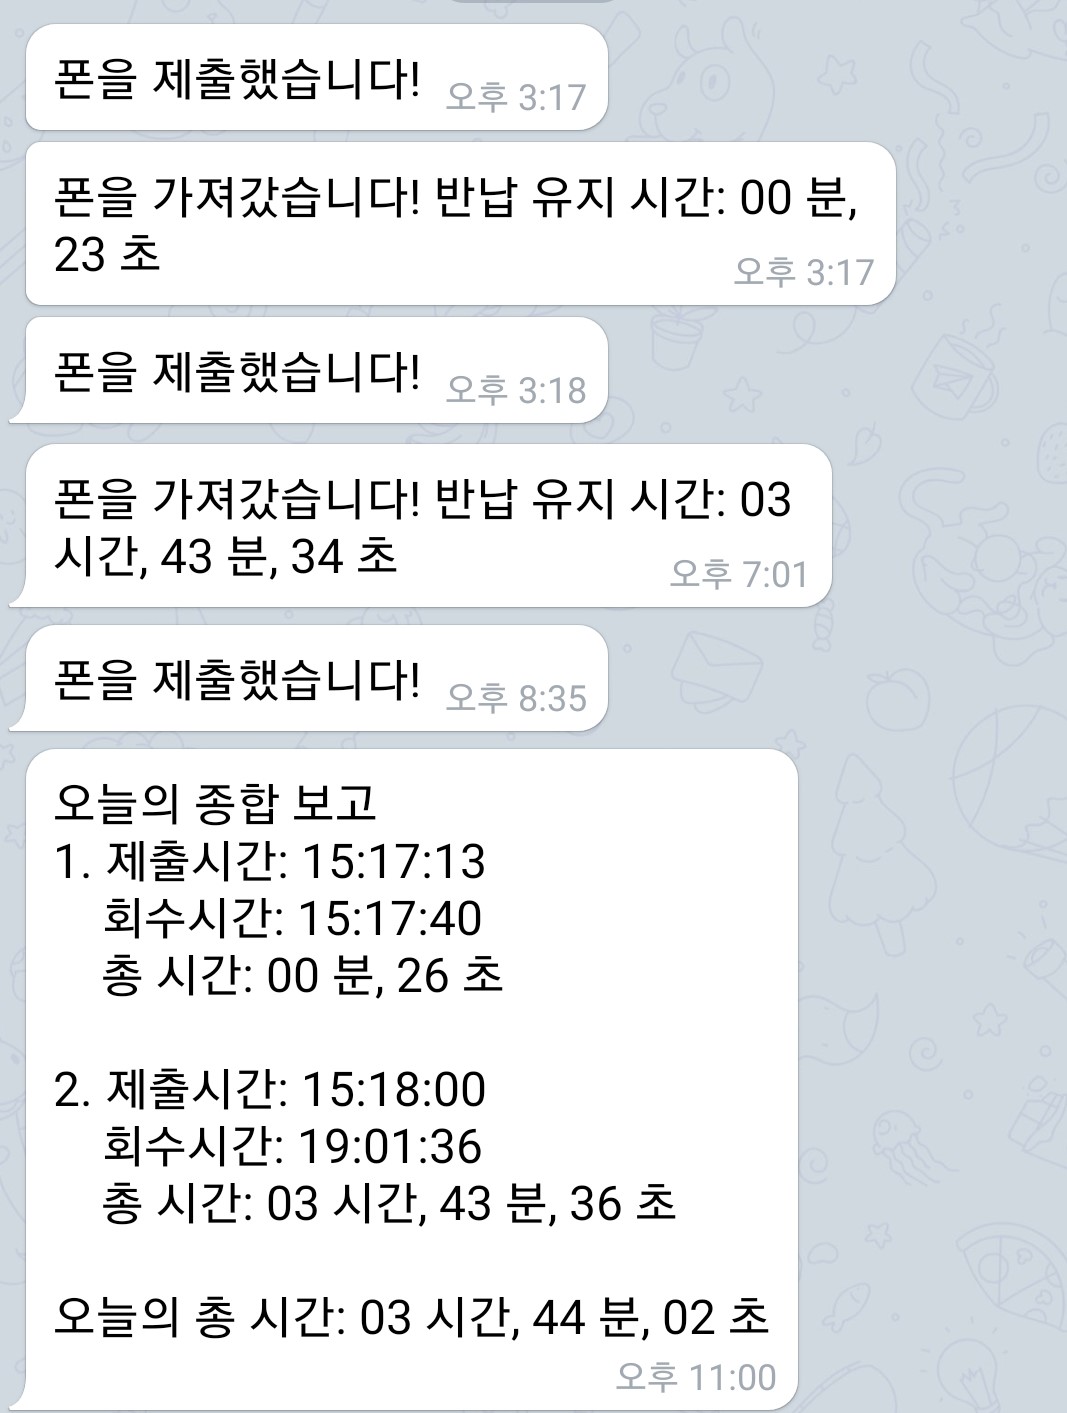 폰을 제출했습니다!
오후 3:17
폰을 가져갔습니다! 반납 유지 시간: 00 분,
23 초
오후 3:17
폰을 제출했습니다!
오후 3:18
폰을 가져갔습니다! 반납 유지 시간: 03
시간, 43 분, 34 초
오후 7:01
폰을 제출했습니다!
오후 8:35
오늘의 종합 보고
1. 제출시간: 15:17:13
회수시간: 15:17:40
총 시간: 00 분, 26 초
2. 제출시간: 15:18:00
회수시간: 19:01:36
총 시간: 03 시간, 43 분, 36 초
오늘의 총 시간: 03 시간, 44 분, 02 초
오후 11:00